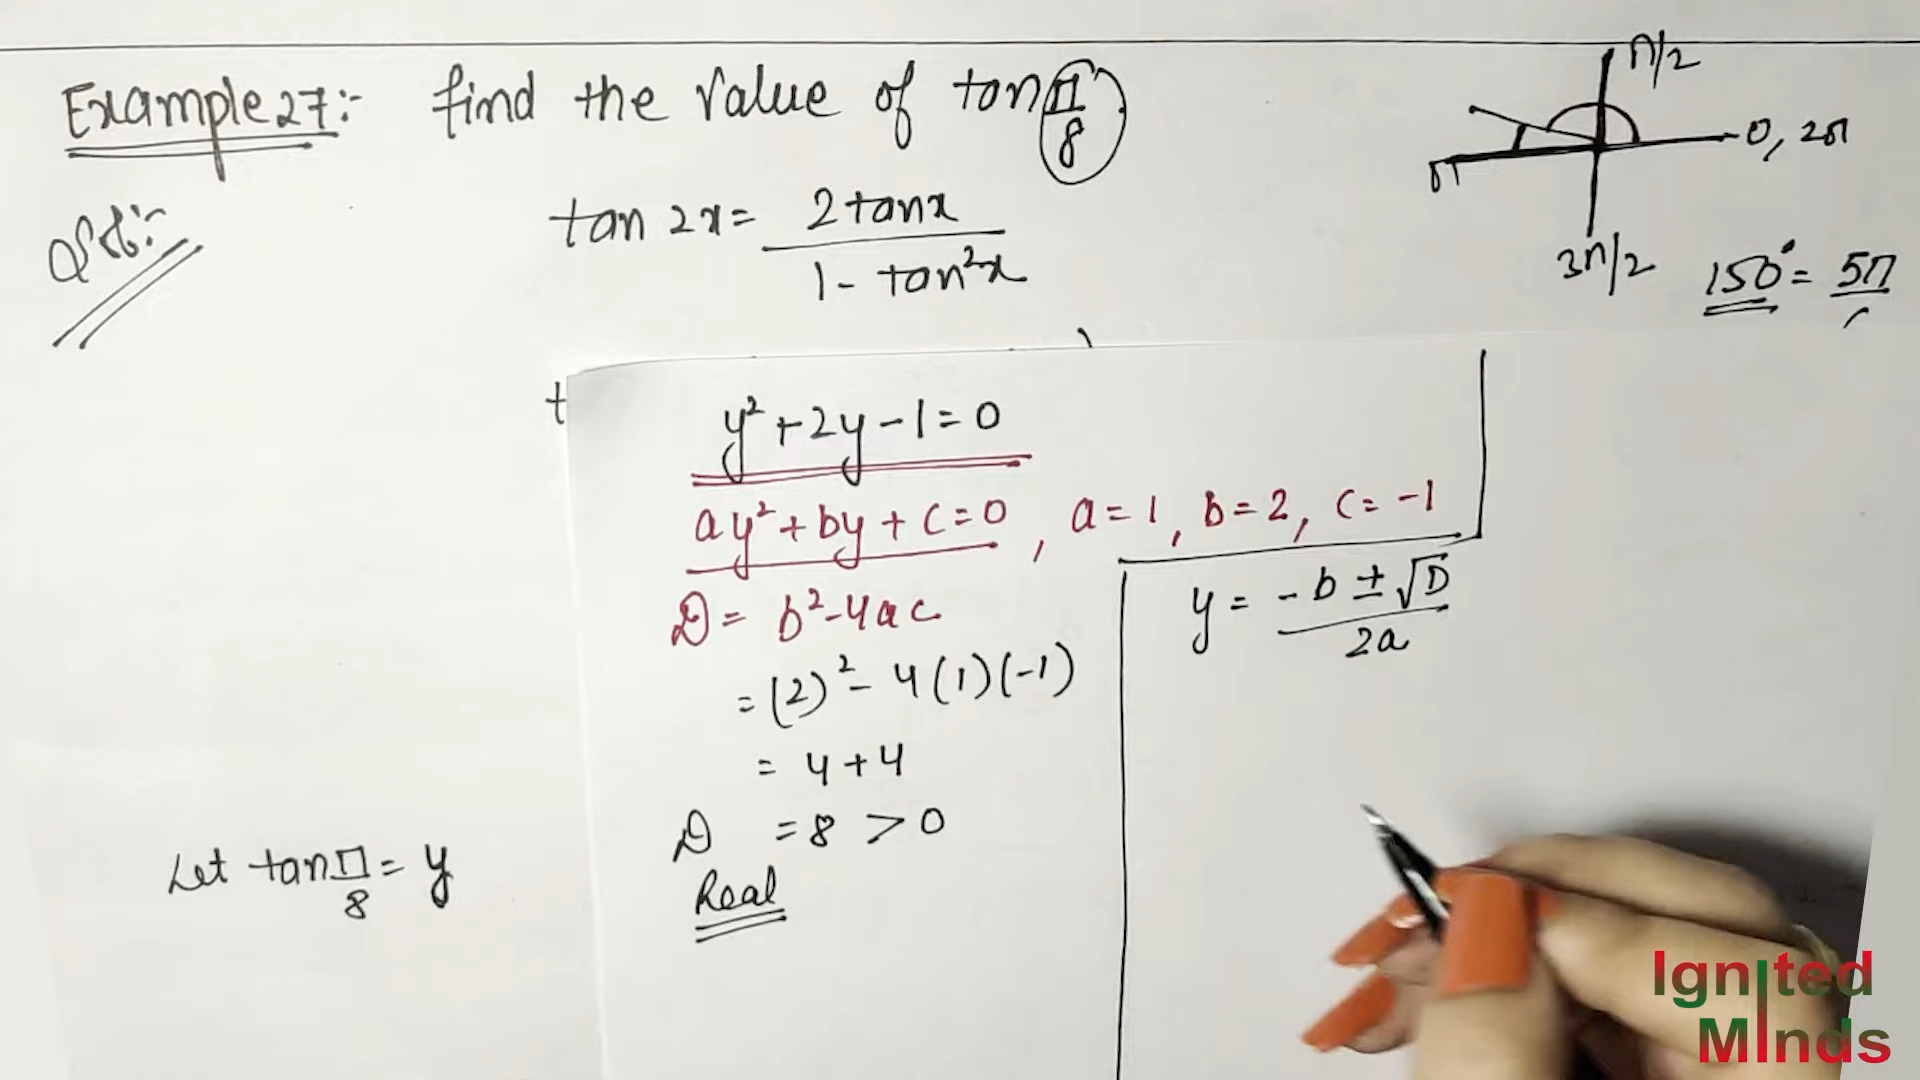 Example 27:- find the value of tan π/8
π/2
0, 2π
π
3π/2
150° = 5π
tan 2x = 2 tan x / 1 - tan²x
t
y² + 2y - 1 = 0
ay² + by + c = 0, a = 1, b = 2, c = -1
D = b² - 4ac
= (2)² - 4(1)(-1)
= 4 + 4
D = 8 > 0
Real
y = -b ± √D / 2a
Let tan π/8 = y
Ignited
Minds